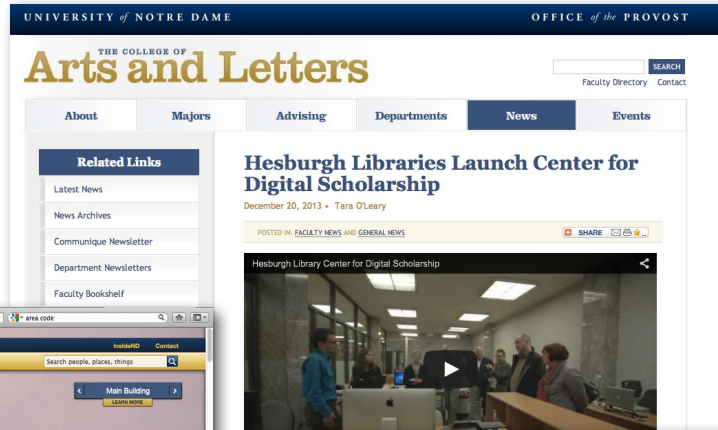 UNIVERSITY of NOTRE DAME
OFFICE of the PROVOST
THE COLLEGE OF
Arts and Letters
SEARCH
Faculty Directory Contact
About Majors Advising Departments News Events
Related Links
Latest News
News Archives
Communique Newsletter
Department Newsletters
Faculty Bookshelf
Hesburgh Libraries Launch Center for
Digital Scholarship
December 20, 2013 • Tara O'Leary
POSTED IN: FACULTY NEWS AND GENERAL NEWS
SHARE
Hesburgh Library Center for Digital Scholarship
area code
InsideND Contact
Search people, places, things
Main Building
LEARN MORE